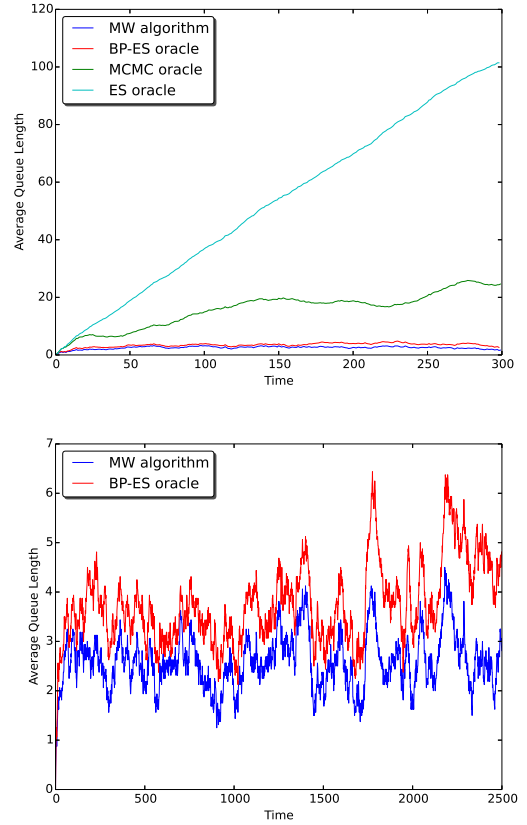 120
100
80
60
40
20
0
Average Queue Length
MW algorithm
BP-ES oracle
MCMC oracle
ES oracle
0 50 100 150 200 250 300
Time
7
6
5
4
3
2
1
0
Average Queue Length
MW algorithm
BP-ES oracle
0 500 1000 1500 2000 2500
Time